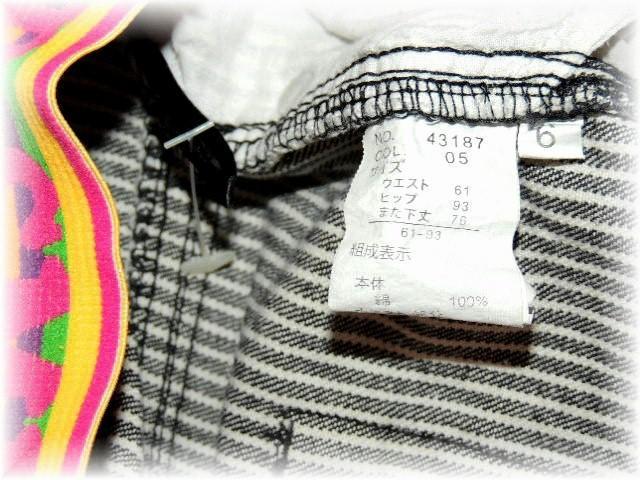 NO. 43187
COL 05
サイズ
ウエスト 61
ヒップ 93
また下丈 76
61-93
組成表示
本体
綿 100%
6